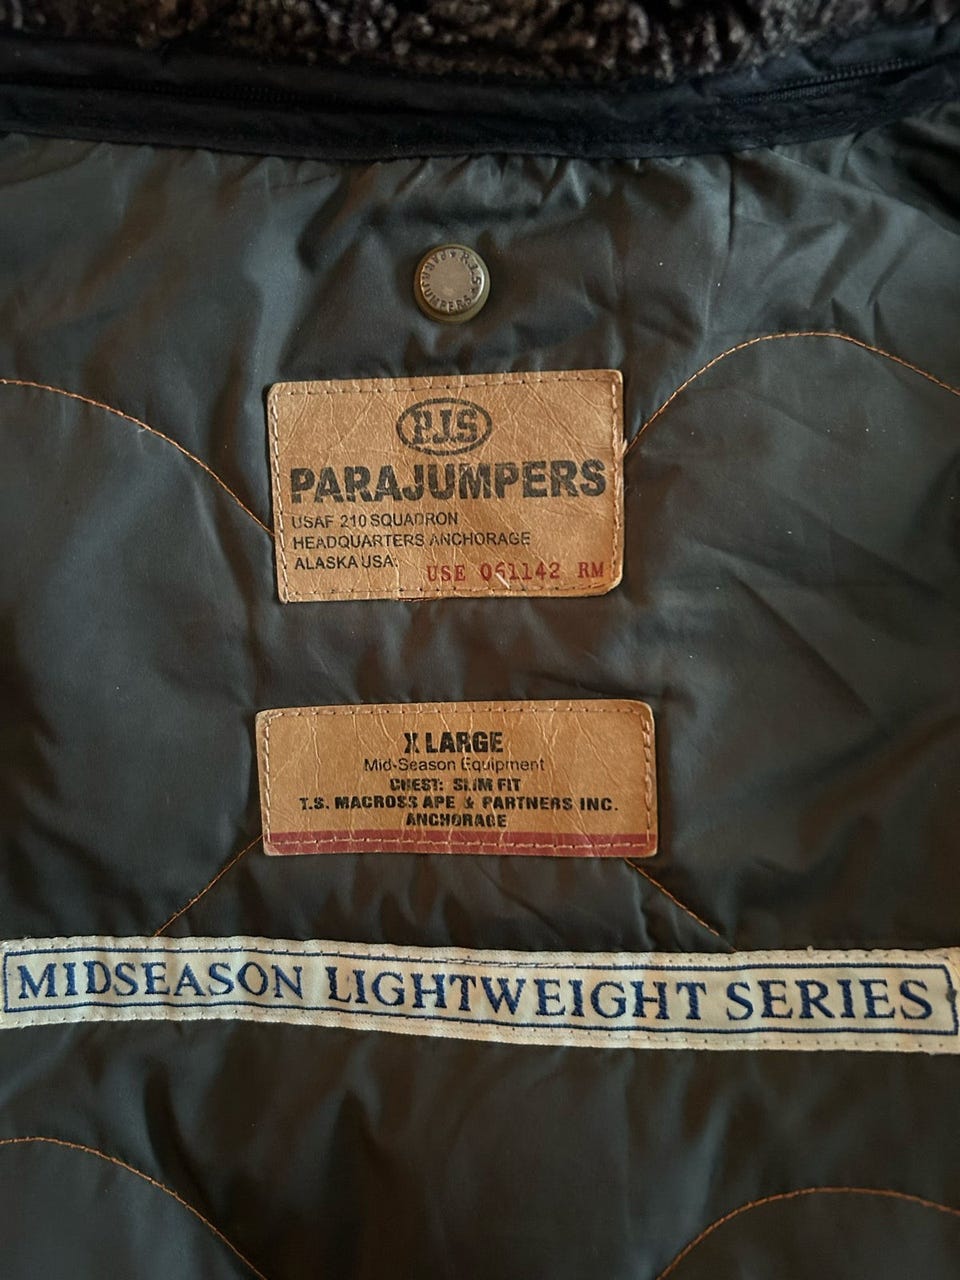 PARAJUMPERS ★ P.J.S ★
P.J.S
PARAJUMPERS
USAF 210 SQUADRON
HEADQUARTERS ANCHORAGE
ALASKA USA.
USE 061142 RM
X LARGE
Mid-Season Equipment
CHEST: SLIM FIT
T.S. MACROSS APE & PARTNERS INC.
ANCHORAGE
MIDSEASON LIGHTWEIGHT SERIES